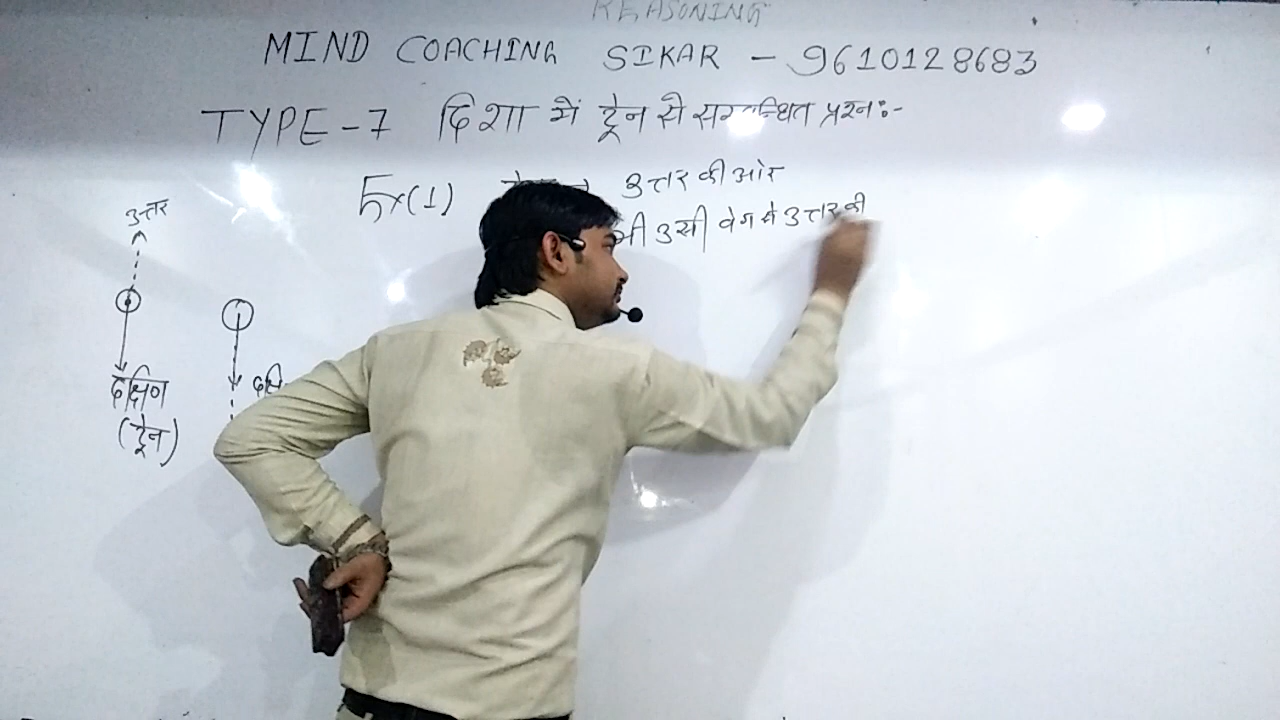 REASONING
MIND COACHING SIKAR - 9610128683
TYPE-7 दिशा में ट्रेन से सम्बन्धित प्रश्न:-
Ex(1) उत्तर की ओर
भी उसी वेग से उत्तर की
उत्तर
दक्षिण
(ट्रेन)